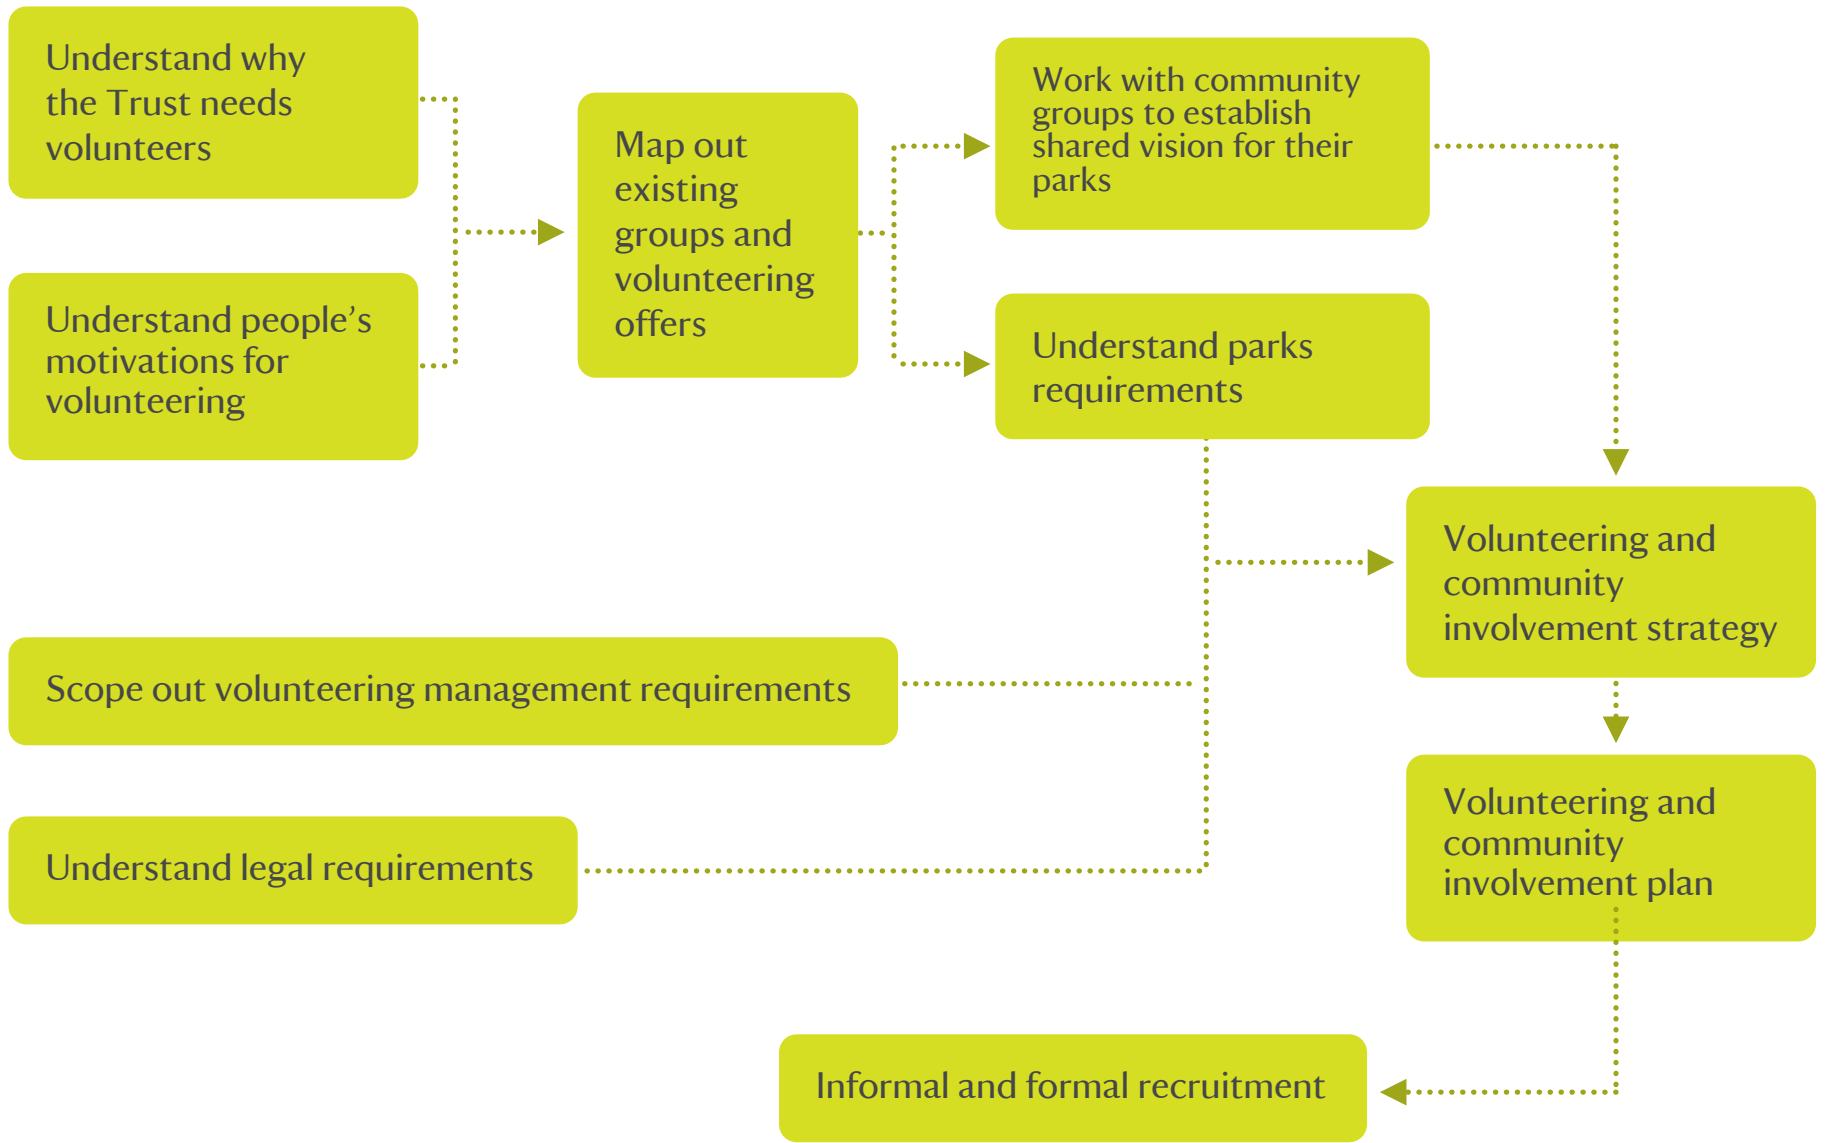 Understand why
the Trust needs
volunteers
Understand people’s
motivations for
volunteering
Map out
existing
groups and
volunteering
offers
Work with community
groups to establish
shared vision for their
parks
Understand parks
requirements
Scope out volunteering management requirements
Understand legal requirements
Volunteering and
community
involvement strategy
Volunteering and
community
involvement plan
Informal and formal recruitment